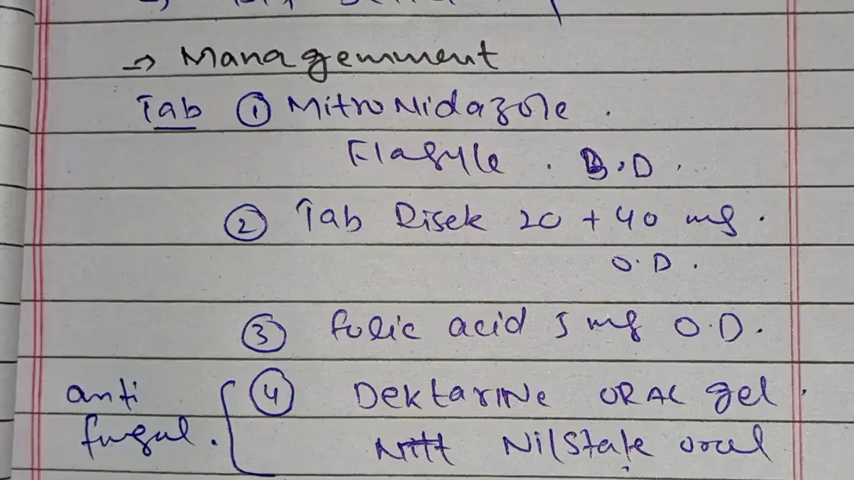 → Managemment
Tab ① Mitronidazole .
Flagyle . B.D .
② Tab Risek 20 + 40 mg .
O.D .
③ folic acid 5 mg O.D.
anti fungal . ④ Dektarine ORAL gel .
Nilstate oral